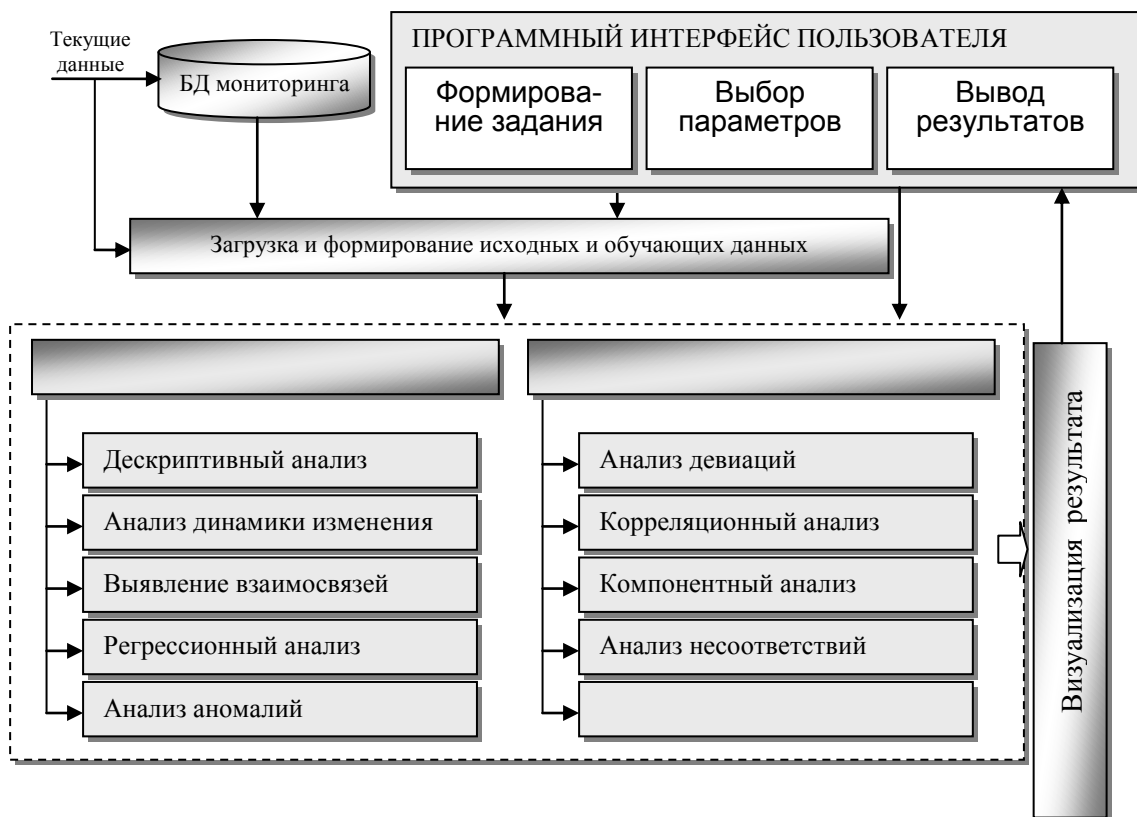 Текущие
данные
БД мониторинга
ПРОГРАММНЫЙ ИНТЕРФЕЙС ПОЛЬЗОВАТЕЛЯ
Формирова-
ние задания
Выбор
параметров
Вывод
результатов
Загрузка и формирование исходных и обучающих данных
Дескриптивный анализ
Анализ динамики изменения
Выявление взаимосвязей
Регрессионный анализ
Анализ аномалий
Анализ девиаций
Корреляционный анализ
Компонентный анализ
Анализ несоответствий
Визуализация результата